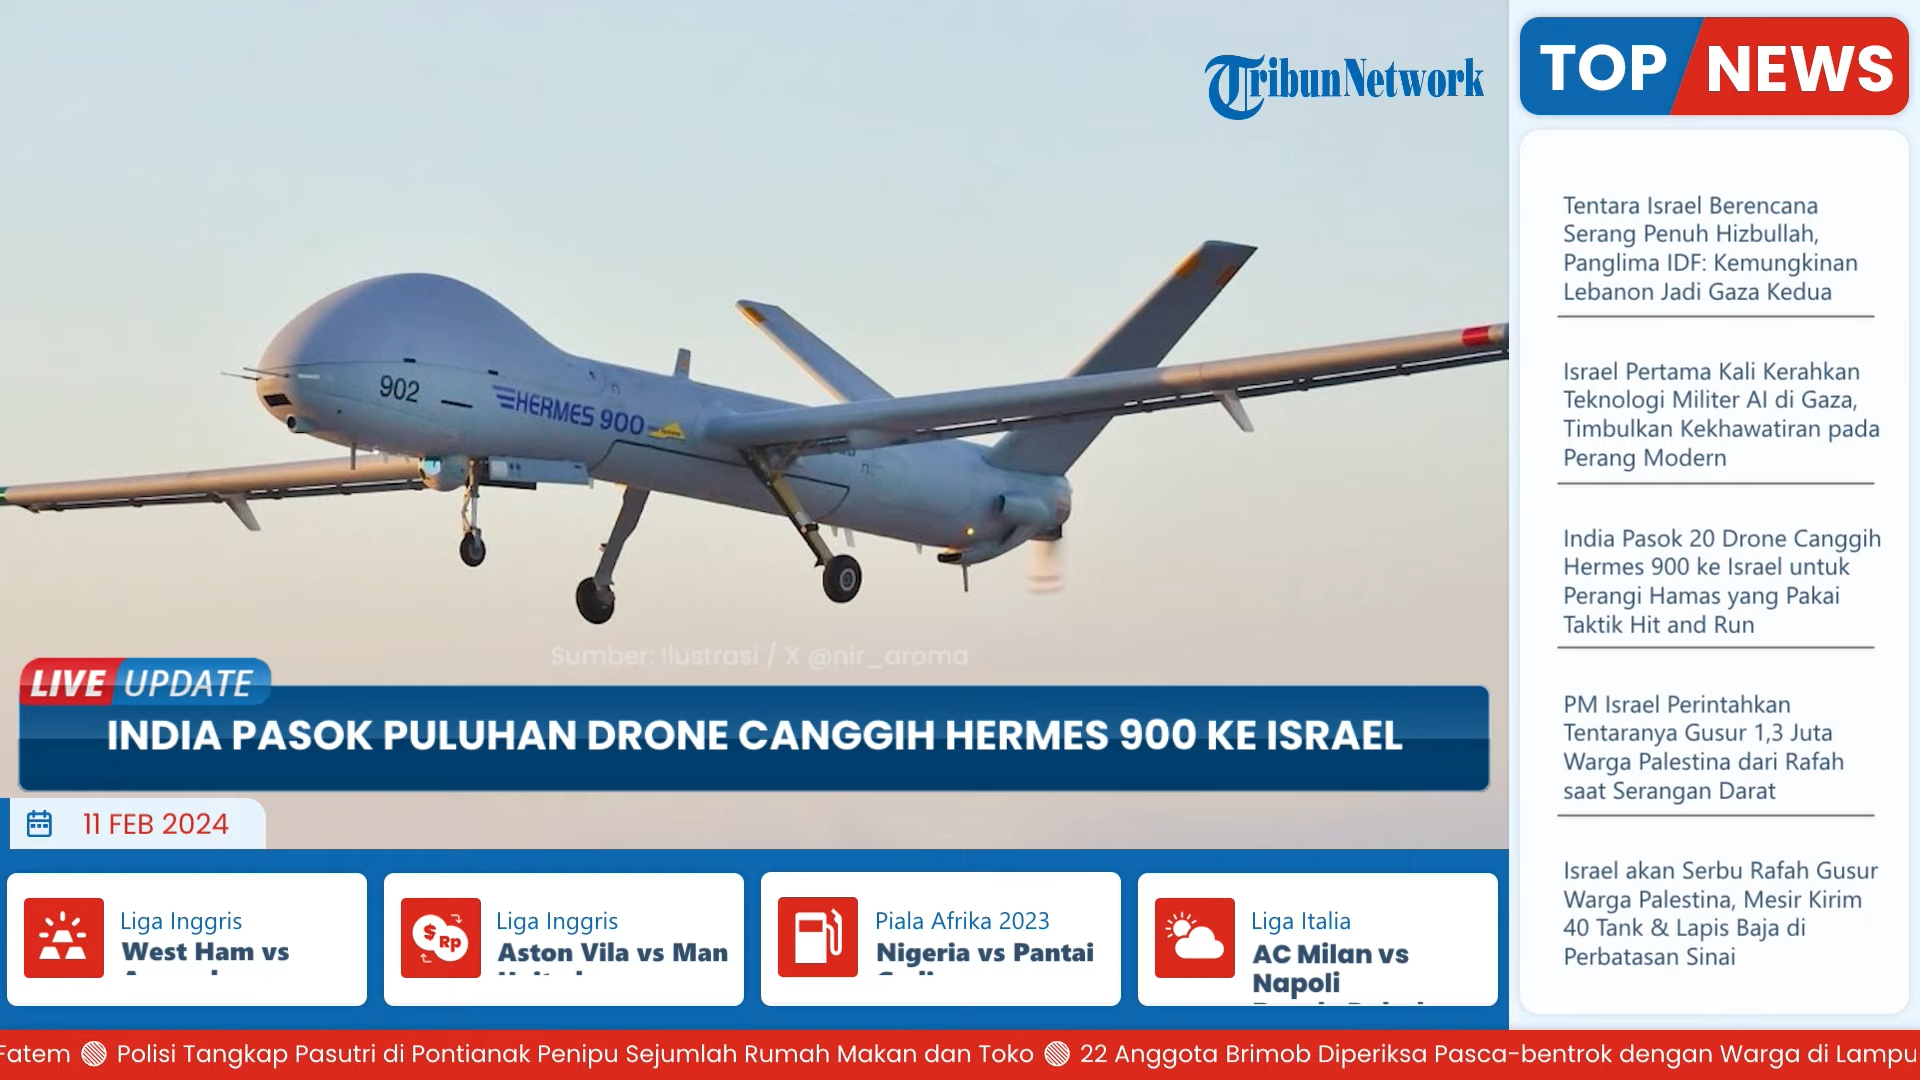 TribunNetwork
902
HERMES 900
Sumber: Ilustrasi / X @nir_aroma
LIVE UPDATE
INDIA PASOK PULUHAN DRONE CANGGIH HERMES 900 KE ISRAEL
11 FEB 2024
Liga Inggris
West Ham vs
Liga Inggris
Aston Vila vs Man
Piala Afrika 2023
Nigeria vs Pantai
Liga Italia
AC Milan vs
Napoli
TOP NEWS
Tentara Israel Berencana
Serang Penuh Hizbullah,
Panglima IDF: Kemungkinan
Lebanon Jadi Gaza Kedua
Israel Pertama Kali Kerahkan
Teknologi Militer AI di Gaza,
Timbulkan Kekhawatiran pada
Perang Modern
India Pasok 20 Drone Canggih
Hermes 900 ke Israel untuk
Perangi Hamas yang Pakai
Taktik Hit and Run
PM Israel Perintahkan
Tentaranya Gusur 1,3 Juta
Warga Palestina dari Rafah
saat Serangan Darat
Israel akan Serbu Rafah Gusur
Warga Palestina, Mesir Kirim
40 Tank & Lapis Baja di
Perbatasan Sinai
Fatem Polisi Tangkap Pasutri di Pontianak Penipu Sejumlah Rumah Makan dan Toko 22 Anggota Brimob Diperiksa Pasca-bentrok dengan Warga di Lampu